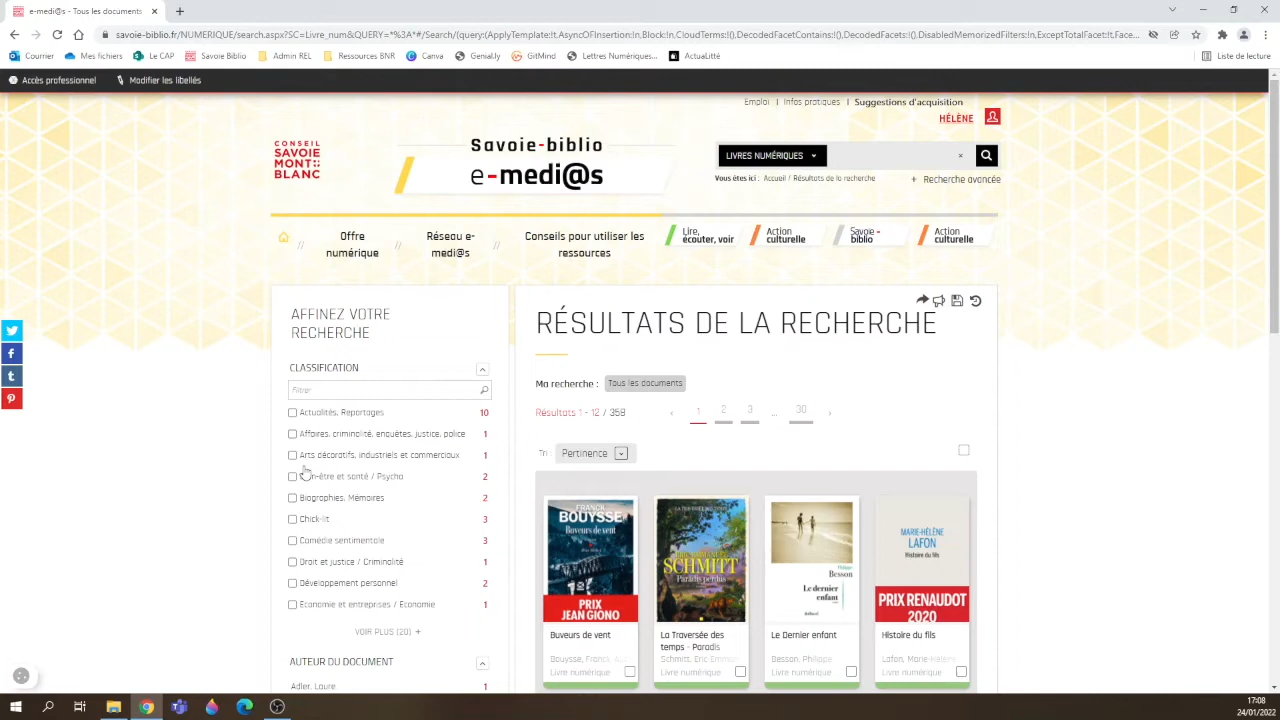 e-medi@s - Tous les documents
savoie-biblio.fr/NUMERIQUE/search.aspx?SC=Livre_num&QUERY=%3A*#/Search/(query:(ApplyTemplate:!t,AsyncOfInsertion:!n,Block:!n,CloudTerms:!(),DecodedFacetContains:!(),DecodedFacets:!(),DisabledMemorizedFilters:!n,ExceptTotalFacet:!t,Face...
Courrier Mes fichiers Le CAP Savoie Biblio Admin REL Ressources BNR Canva Genial.ly GitMind Lettres Numériques... ActuaLitté Liste de lecture
Accès professionnel Modifier les libellés
Emploi Infos pratiques Suggestions d'acquisition
HÉLÈNE
CONSEIL
SAVOIE
MONT
BLANC
Savoie-biblio
e-medi@s
LIVRES NUMÉRIQUES
Vous êtes ici : Accueil / Résultats de la recherche
+ Recherche avancée
Offre numérique // Réseau e-medi@s // Conseils pour utiliser les ressources
Lire, écouter, voir
Action culturelle
Savoie-biblio
Action culturelle
AFFINEZ VOTRE
RECHERCHE
CLASSIFICATION
Filtrer
Actualités, Reportages 10
Affaires, criminalité, enquêtes, justice, police 1
Arts décoratifs, industriels et commerciaux 1
-être et santé / Psycho 2
Biographies, Mémoires 2
Chick-lit 3
Comédie sentimentale 3
Droit et justice / Criminalité 1
Développement personnel 2
Economie et entreprises / Economie 1
VOIR PLUS (20) +
AUTEUR DU DOCUMENT
Adler, Laure 1
RÉSULTATS DE LA RECHERCHE
Ma recherche : Tous les documents
Résultats 1 - 12 / 358
‹ 1 2 3 ... 30 ›
Tri : Pertinence
FRANCK
BOUYSSE
Buveurs de vent
PRIX
JEAN GIONO
Buveurs de vent
Bouysse, Franck, A...
Livre numérique
LA TRAVERSÉE DES TEMPS
ERIC-EMMANUEL
SCHMITT
Paradis perdus
La Traversée des
temps - Paradis
Schmitt, Eric-Emman
Livre numérique
Philippe
Besson
Le dernier
enfant
Le Dernier enfant
Besson, Philippe
Livre numérique
MARIE-HÉLÈNE
LAFON
Histoire du fils
PRIX RENAUDOT
2020
Histoire du fils
Lafon, Marie-Hélène
Livre numérique
17:08
24/01/2022